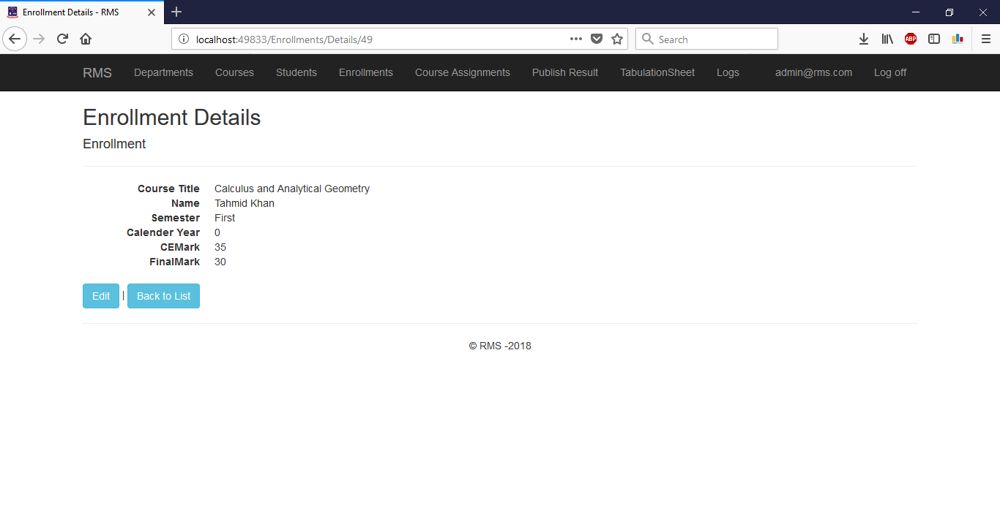 Enrollment Details - RMS
localhost:49833/Enrollments/Details/49
Search
ABP
RMS Departments Courses Students Enrollments Course Assignments Publish Result TabulationSheet Logs admin@rms.com Log off
Enrollment Details
Enrollment
Course Title Calculus and Analytical Geometry
Name Tahmid Khan
Semester First
Calender Year 0
CEMark 35
FinalMark 30
Edit | Back to List
© RMS -2018